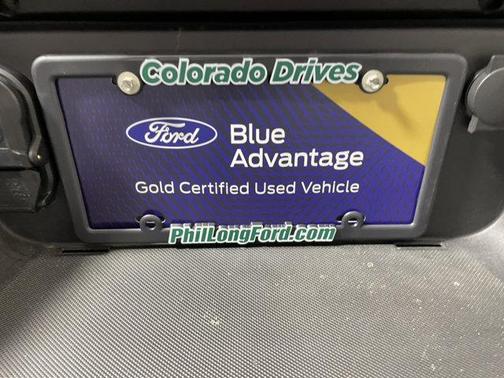 Colorado Drives
Ford
Blue
Advantage
Gold Certified Used Vehicle
PhilLongFord.com